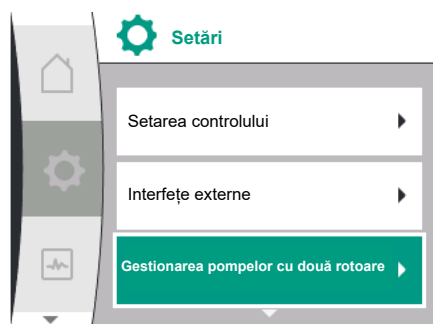 Setări
Setarea controlului
Interfețe externe
Gestionarea pompelor cu două rotoare